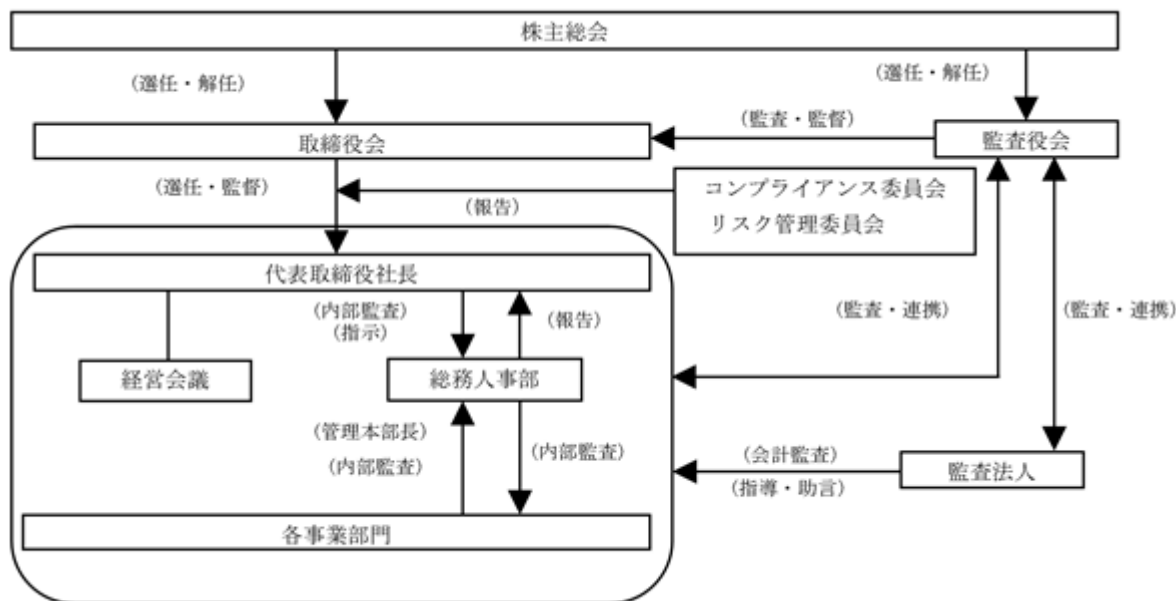 株主総会
(選任・解任)
(選任・解任)
取締役会
(監査・監督)
監査役会
(選任・監督)
(報告)
コンプライアンス委員会
リスク管理委員会
代表取締役社長
(内部監査)
(指示)
(報告)
(監査・連携)
(監査・連携)
経営会議
総務人事部
(管理本部長)
(内部監査)
(内部監査)
(会計監査)
(指導・助言)
監査法人
各事業部門